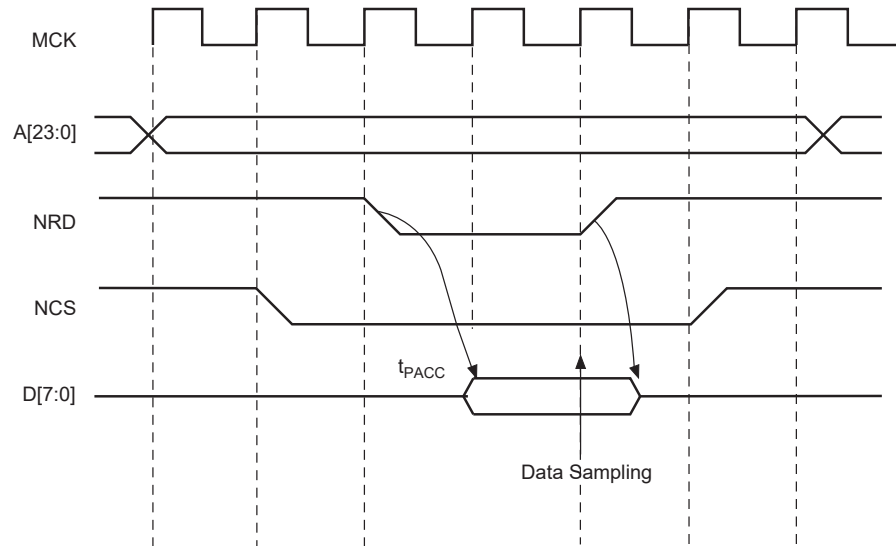 MCK
A[23:0]
NRD
NCS
tPACC
D[7:0]
Data Sampling